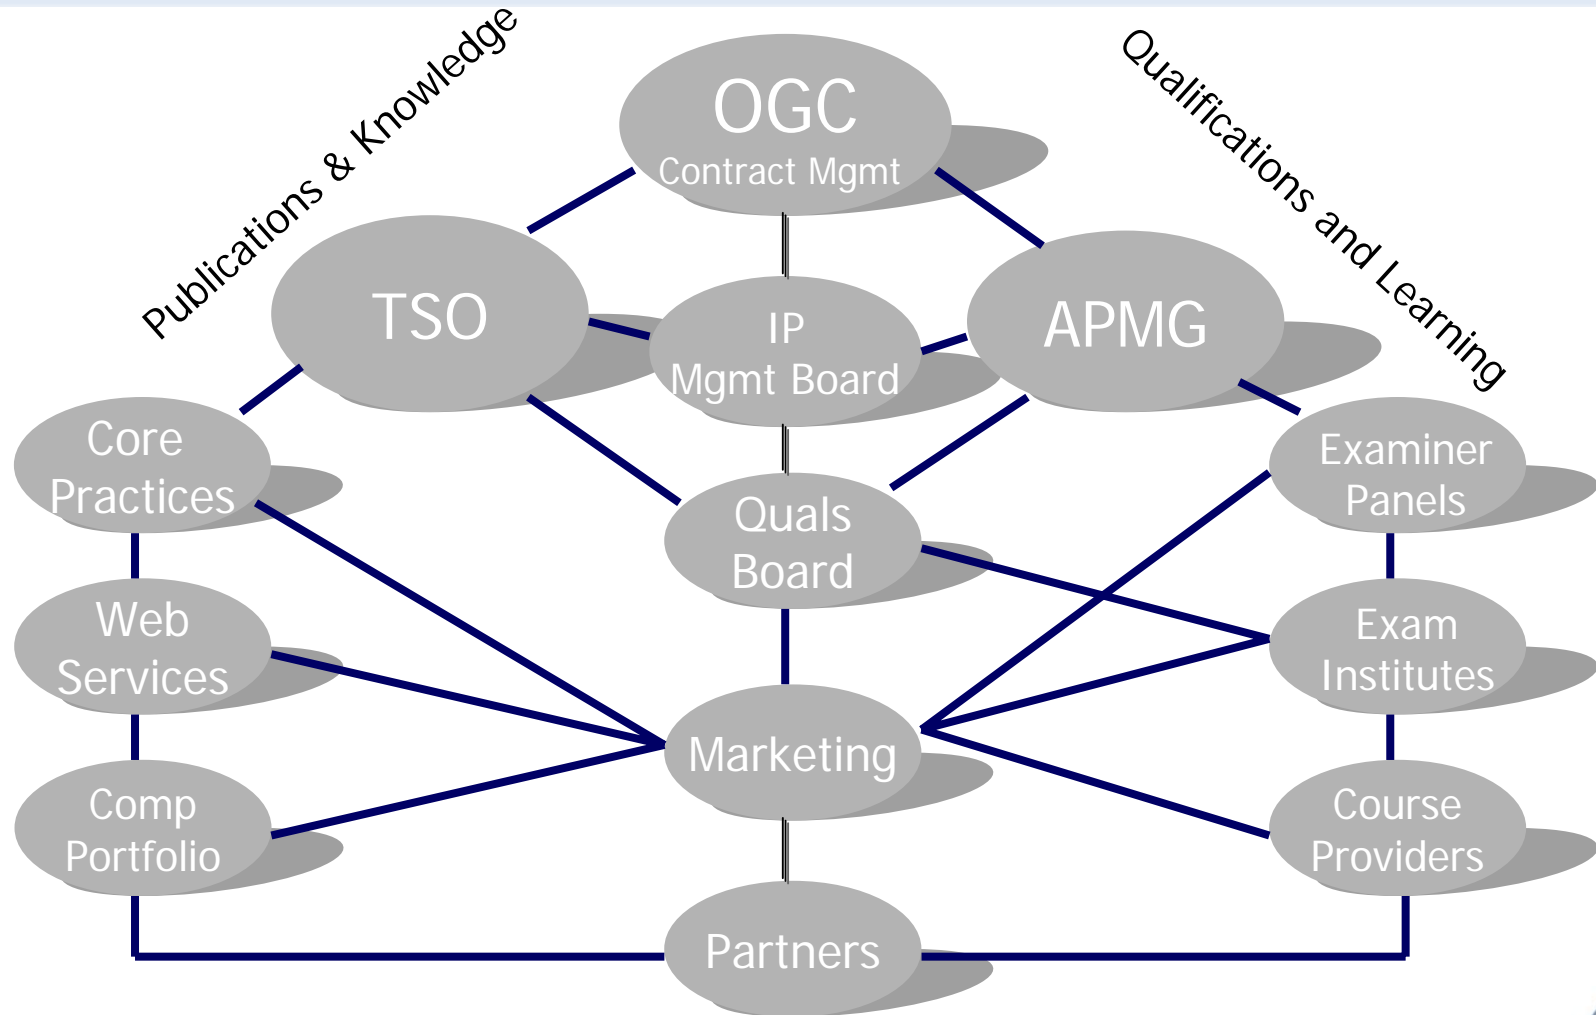 Publications & Knowledge
Qualifications and Learning
OGC
Contract Mgmt
TSO
IP
Mgmt Board
APMG
Core
Practices
Quals
Board
Examiner
Panels
Web
Services
Exam
Institutes
Marketing
Comp
Portfolio
Course
Providers
Partners